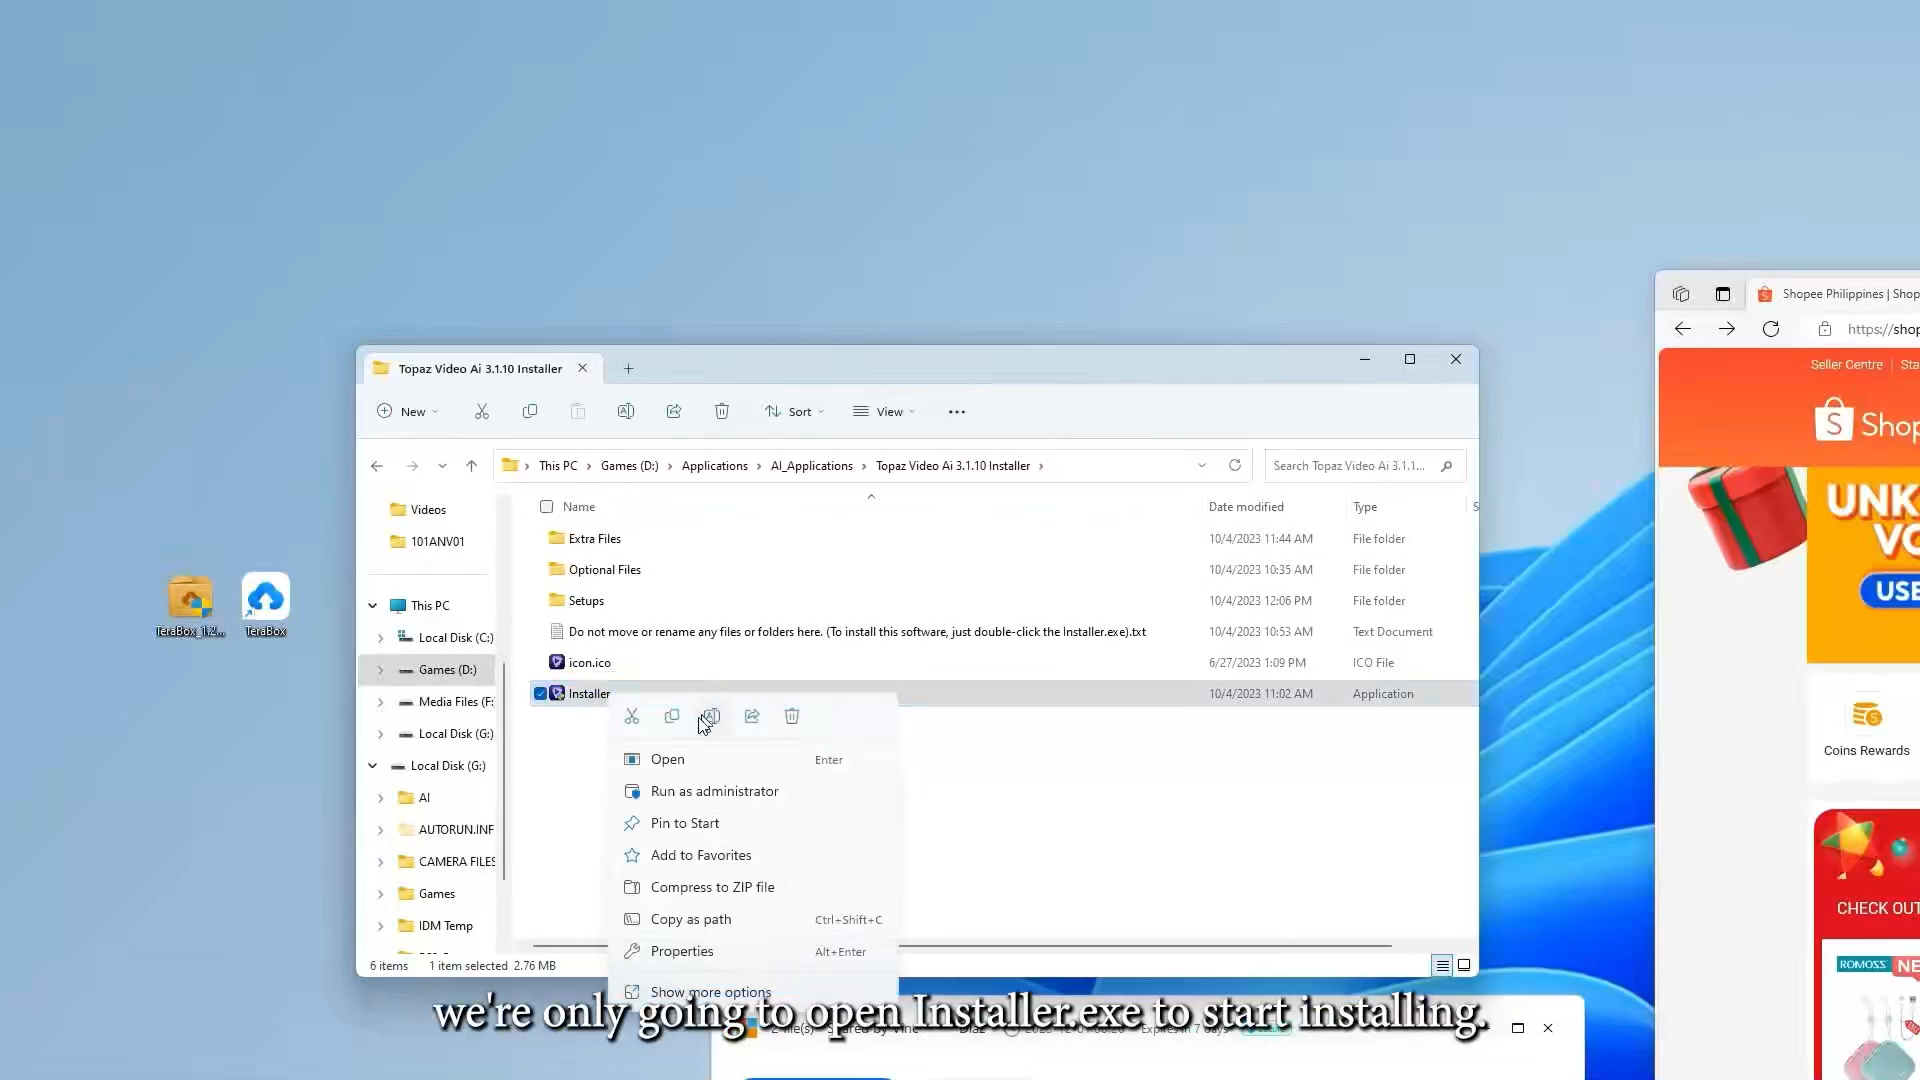 Shopee Philippines | Shop
https://shop
Seller Centre | Sta
Shop
Topaz Video Ai 3.1.10 Installer
New
Sort
View
This PC > Games (D:) > Applications > AI_Applications > Topaz Video Ai 3.1.10 Installer >
Search Topaz Video Ai 3.1.1...
Name
Date modified
Type
S
Videos
101ANV01
This PC
Local Disk (C:)
Games (D:)
Media Files (F:
Local Disk (G:)
Local Disk (G:)
AI
AUTORUN.INF
CAMERA FILES
Games
IDM Temp
Extra Files 10/4/2023 11:44 AM File folder
Optional Files 10/4/2023 10:35 AM File folder
Setups 10/4/2023 12:06 PM File folder
Do not move or rename any files or folders here. (To install this software, just double-click the Installer.exe).txt 10/4/2023 10:53 AM Text Document
icon.ico 6/27/2023 1:09 PM ICO File
Installer 10/4/2023 11:02 AM Application
Open Enter
Run as administrator
Pin to Start
Add to Favorites
Compress to ZIP file
Copy as path Ctrl+Shift+C
Properties Alt+Enter
Show more options
6 items 1 item selected 2.76 MB
TeraBox_1.2...
TeraBox
UNK
VO
USE
Coins Rewards
CHECK OUT
ROMOSS NE
we're only going to open Installer.exe to start installing.